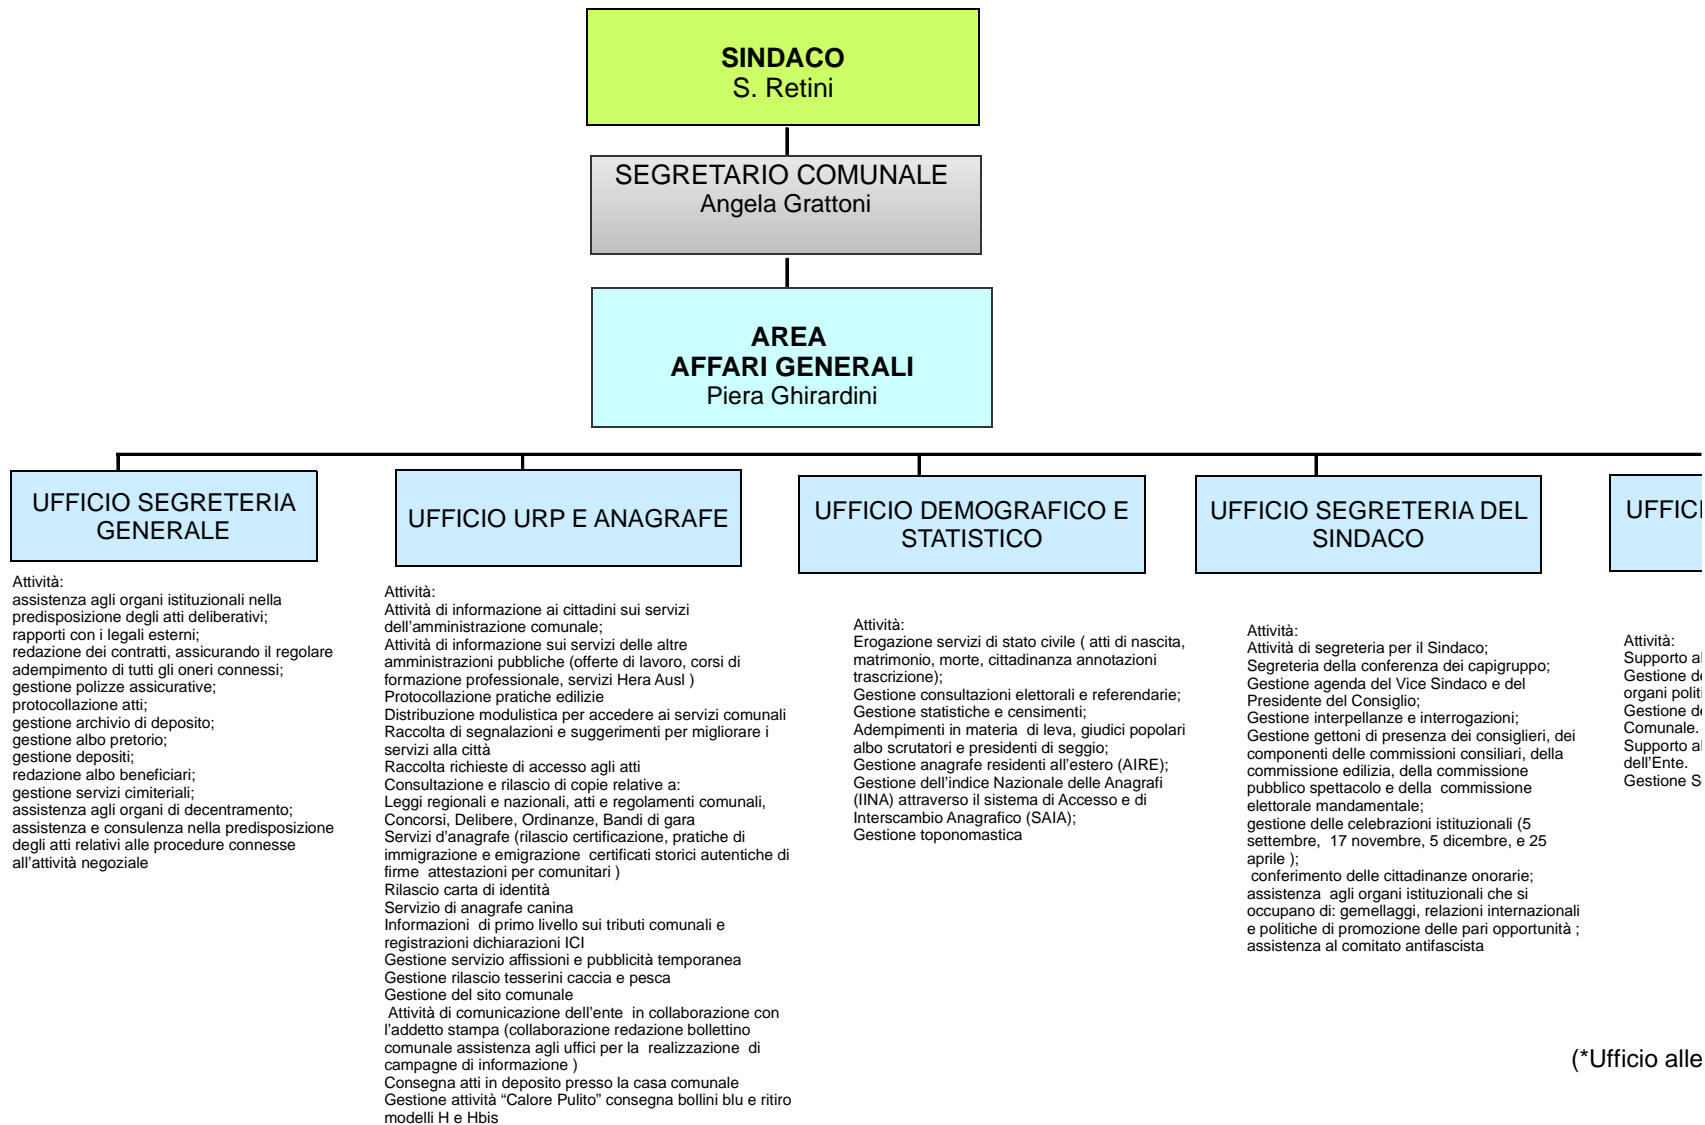 SINDACO
S. Retini
SEGRETARIO COMUNALE
Angela Grattoni
AREA
AFFARI GENERALI
Piera Ghirardini
UFFICIO SEGRETERIA
GENERALE
Attività:
assistenza agli organi istituzionali nella
predisposizione degli atti deliberativi;
rapporti con i legali esterni;
redazione dei contratti, assicurando il regolare
adempimento di tutti gli oneri connessi;
gestione polizze assicurative;
protocollazione atti;
gestione archivio di deposito;
gestione albo pretorio;
gestione depositi;
redazione albo beneficiari;
gestione servizi cimiteriali;
assistenza agli organi di decentramento;
assistenza e consulenza nella predisposizione
degli atti relativi alle procedure connesse
all'attività negoziale
UFFICIO URP E ANAGRAFE
Attività:
Attività di informazione ai cittadini sui servizi
dell'amministrazione comunale;
Attività di informazione sui servizi delle altre
amministrazioni pubbliche (offerte di lavoro, corsi di
formazione professionale, servizi Hera Ausl )
Protocollazione pratiche edilizie
Distribuzione modulistica per accedere ai servizi comunali
Raccolta di segnalazioni e suggerimenti per migliorare i
servizi alla città
Raccolta richieste di accesso agli atti
Consultazione e rilascio di copie relative a:
Leggi regionali e nazionali, atti e regolamenti comunali,
Concorsi, Delibere, Ordinanze, Bandi di gara
Servizi d'anagrafe (rilascio certificazione, pratiche di
immigrazione e emigrazione certificati storici autentiche di
firme attestazioni per comunitari )
Rilascio carta di identità
Servizio di anagrafe canina
Informazioni di primo livello sui tributi comunali e
registrazioni dichiarazioni ICI
Gestione servizio affissioni e pubblicità temporanea
Gestione rilascio tesserini caccia e pesca
Gestione del sito comunale
Attività di comunicazione dell'ente in collaborazione con
l'addetto stampa (collaborazione redazione bollettino
comunale assistenza agli uffici per la realizzazione di
campagne di informazione )
Consegna atti in deposito presso la casa comunale
Gestione attività “Calore Pulito” consegna bollini blu e ritiro
modelli H e Hbis
UFFICIO DEMOGRAFICO E
STATISTICO
Attività:
Erogazione servizi di stato civile ( atti di nascita,
matrimonio, morte, cittadinanza annotazioni
trascrizione);
Gestione consultazioni elettorali e referendarie;
Gestione statistiche e censimenti;
Adempimenti in materia di leva, giudici popolari
albo scrutatori e presidenti di seggio;
Gestione anagrafe residenti all'estero (AIRE);
Gestione dell'indice Nazionale delle Anagrafi
(IINA) attraverso il sistema di Accesso e di
Interscambio Anagrafico (SAIA);
Gestione toponomastica
UFFICIO SEGRETERIA DEL
SINDACO
Attività:
Attività di segreteria per il Sindaco;
Segreteria della conferenza dei capigruppo;
Gestione agenda del Vice Sindaco e del
Presidente del Consiglio;
Gestione interpellanze e interrogazioni;
Gestione gettoni di presenza dei consiglieri, dei
componenti delle commissioni consiliari, della
commissione edilizia, della commissione
pubblico spettacolo e della commissione
elettorale mandamentale;
gestione delle celebrazioni istituzionali (5
settembre, 17 novembre, 5 dicembre, e 25
aprile );
conferimento delle cittadinanze onorarie;
assistenza agli organi istituzionali che si
occupano di: gemellaggi, relazioni internazionali
e politiche di promozione delle pari opportunità ;
assistenza al comitato antifascista
Attività:
Supporto
Gestione
organi
Gestione
Comunale.
Supporto
dell'Ente.
Gestione
(*Ufficio